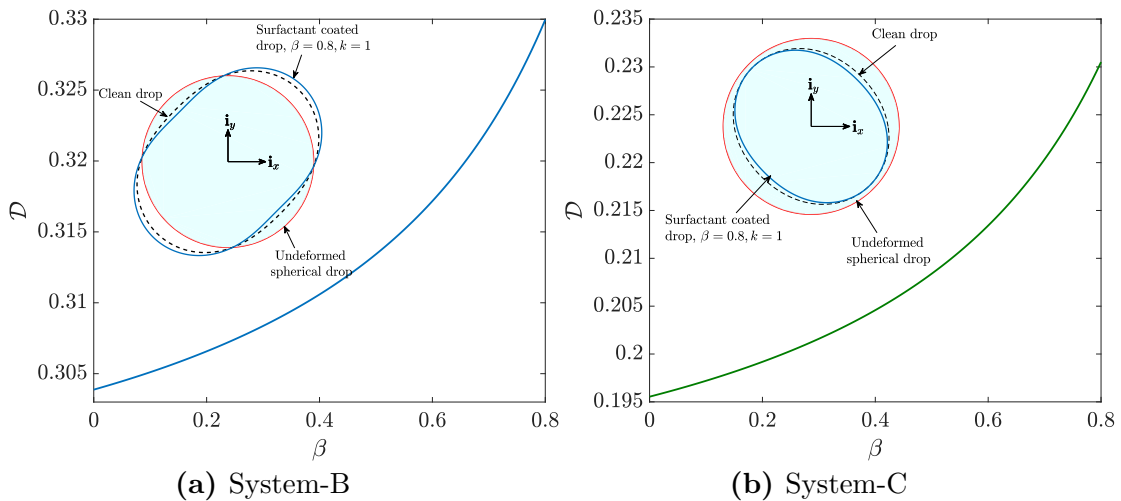 0.33
0.325
0.32
0.315
0.31
0.305
𝒟
0
0.2
0.4
0.6
0.8
β
Surfactant coated
drop, β = 0.8, k = 1
Clean drop
i_y
i_x
Undeformed
spherical drop
(a) System-B
0.235
0.23
0.225
0.22
0.215
0.21
0.205
0.2
0.195
𝒟
0
0.2
0.4
0.6
0.8
β
Clean drop
i_y
i_x
Surfactant coated
drop, β = 0.8, k = 1
Undeformed
spherical drop
(b) System-C